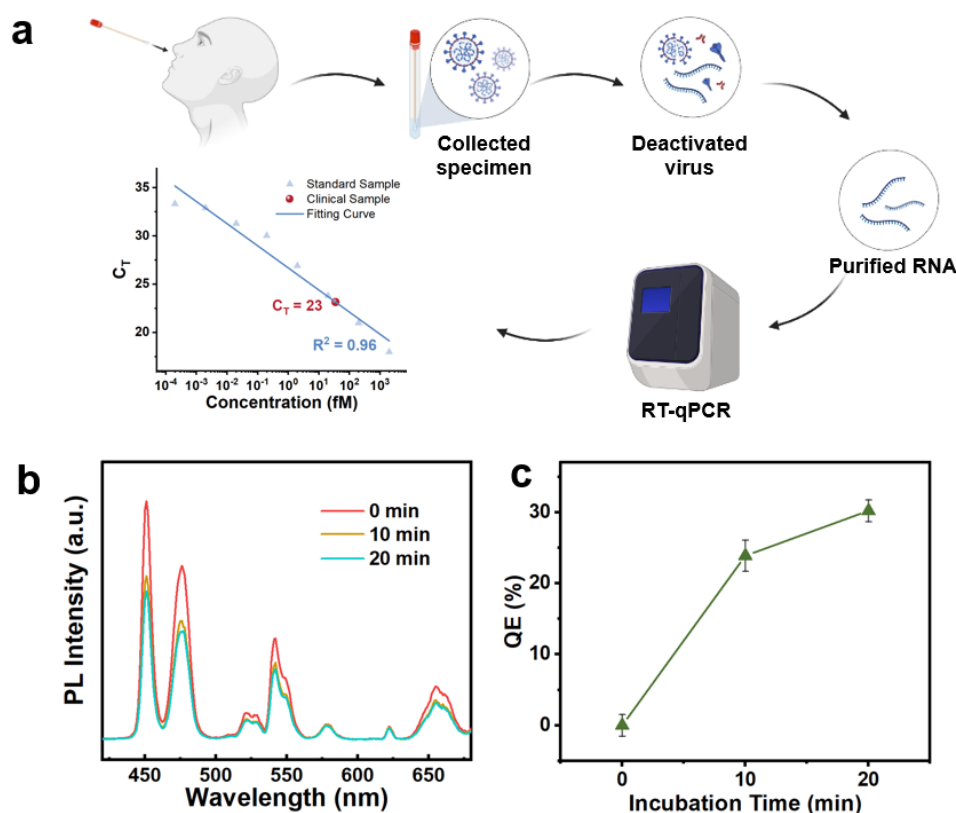 a
Collected
specimen
Deactivated
virus
Purified RNA
RT-qPCR
Standard Sample
Clinical Sample
Fitting Curve
35
30
25
20
C_T
C_T = 23
R² = 0.96
10⁻⁴ 10⁻³ 10⁻² 10⁻¹ 10⁰ 10¹ 10² 10³
Concentration (fM)
b
PL Intensity (a.u.)
0 min
10 min
20 min
450 500 550 600 650
Wavelength (nm)
c
QE (%)
30
20
10
0
0 10 20
Incubation Time (min)